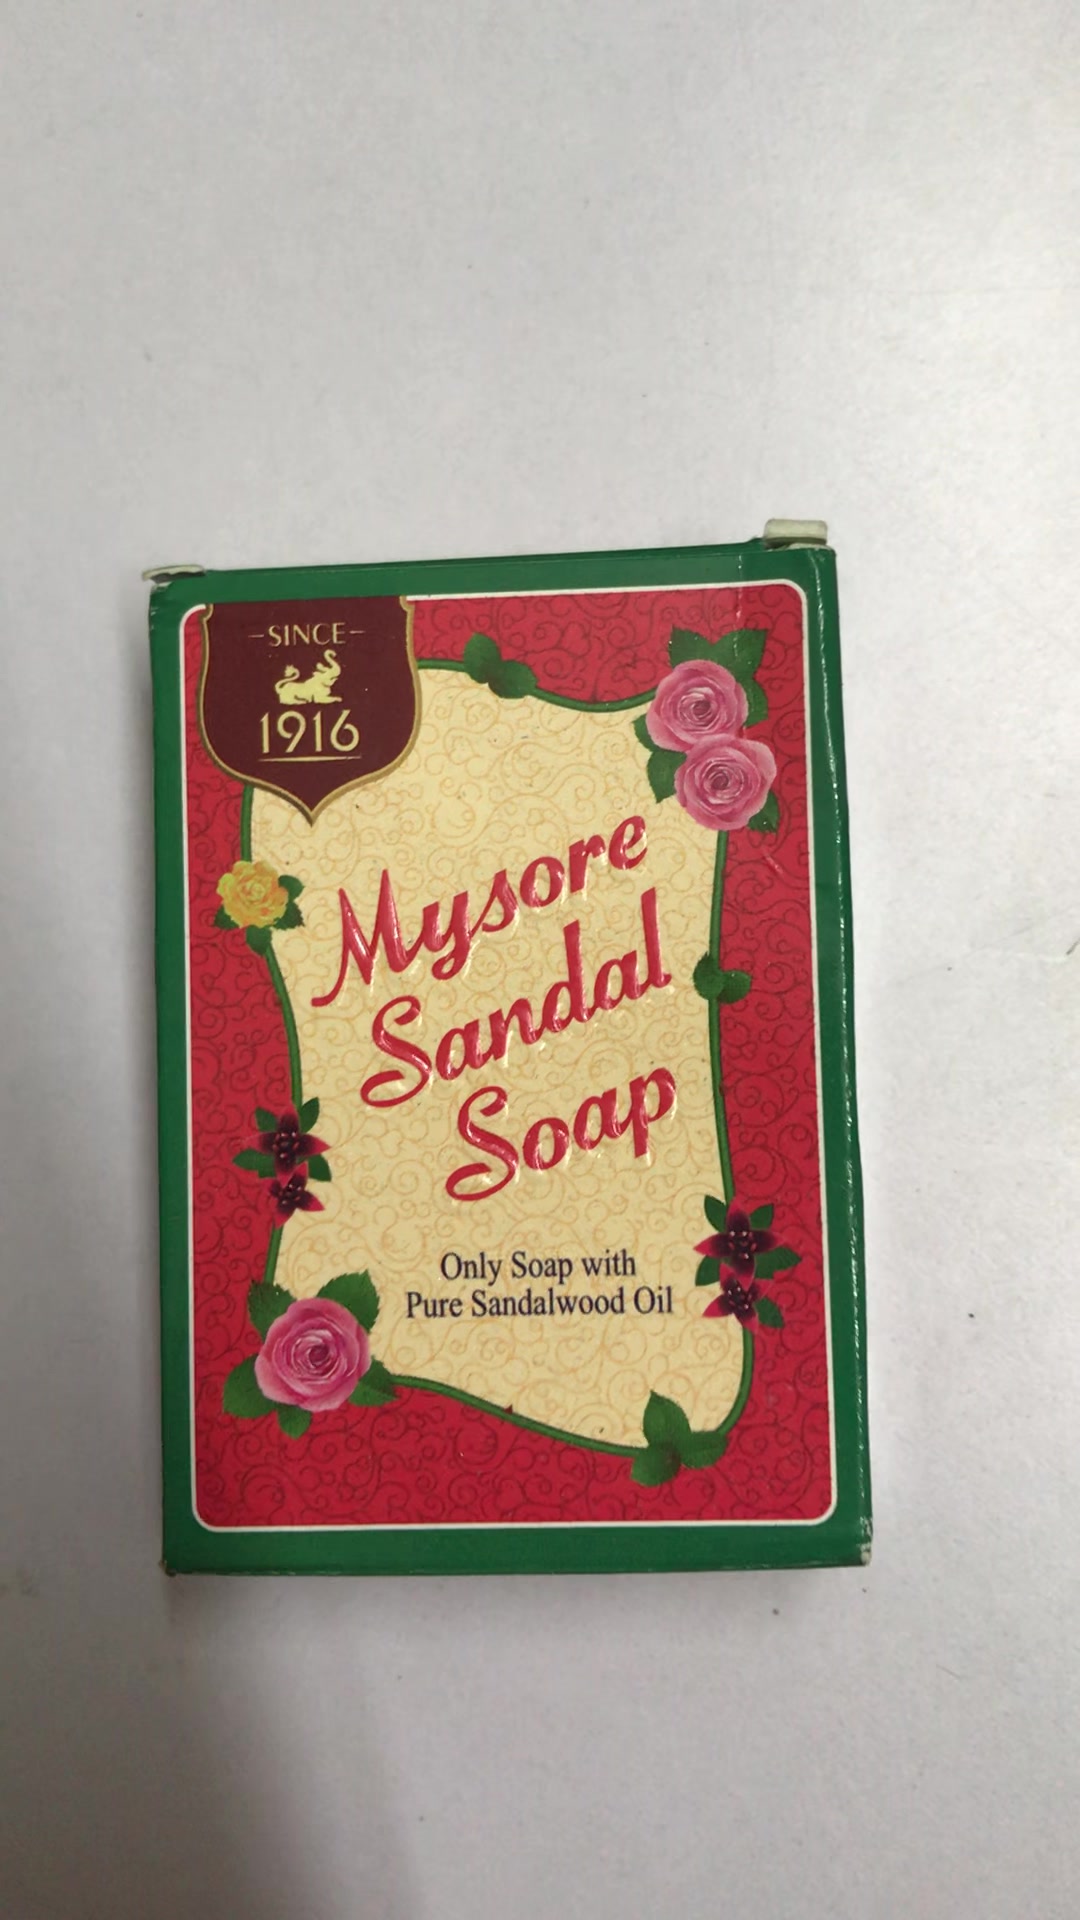 -SINCE-
1916
Mysore
Sandal
Soap
Only Soap with
Pure Sandalwood Oil